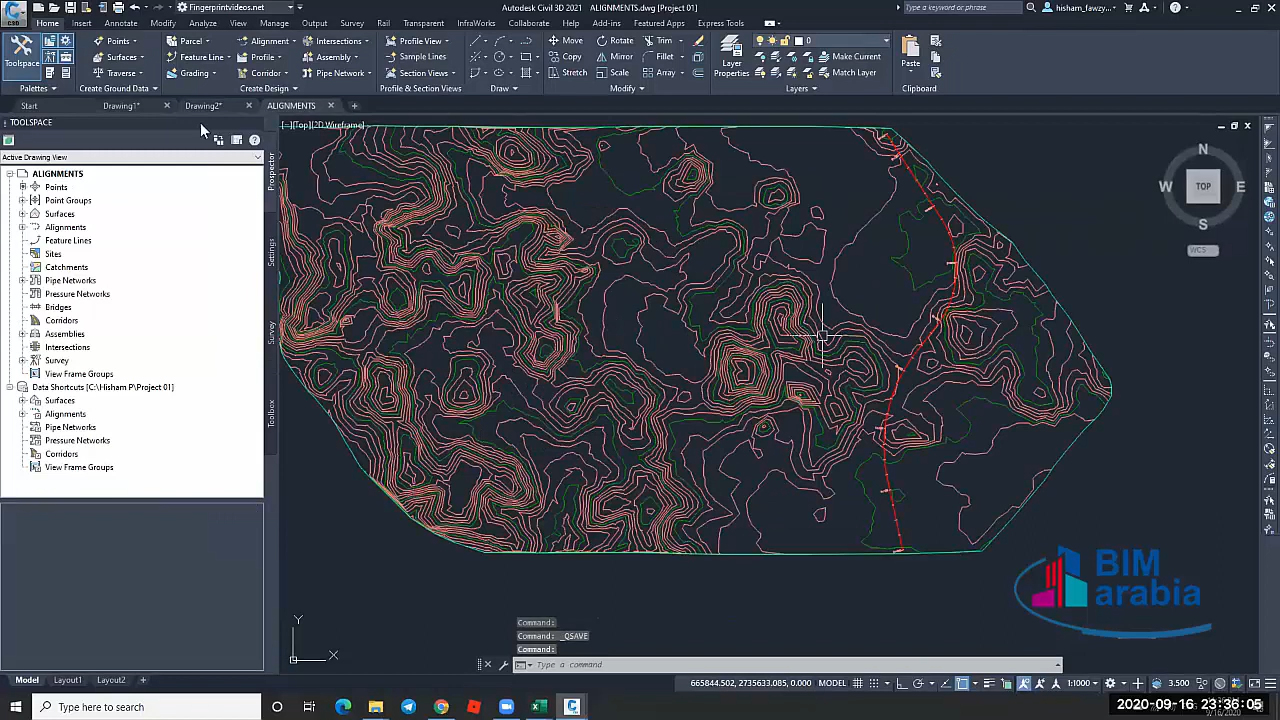 Fingerprintvideos.net
Autodesk Civil 3D 2021 ALIGNMENTS.dwg [Project 01]
Type a keyword or phrase
hisham_fawzy...
Home Insert Annotate Modify Analyze View Manage Output Survey Rail Transparent InfraWorks Collaborate Help Add-ins Featured Apps Express Tools
Toolspace
Points
Surfaces
Traverse
Parcel
Feature Line
Grading
Alignment
Profile
Corridor
Intersections
Assembly
Pipe Network
Profile View
Sample Lines
Section Views
Move
Copy
Stretch
Rotate
Mirror
Scale
Trim
Fillet
Array
Layer Properties
0
Make Current
Match Layer
Paste
Palettes Create Ground Data Create Design Profile & Section Views Draw Modify Layers Clipboard
Start Drawing1* Drawing2* ALIGNMENTS
TOOLSPACE
Active Drawing View
ALIGNMENTS
Points
Point Groups
Surfaces
Alignments
Feature Lines
Sites
Catchments
Pipe Networks
Pressure Networks
Bridges
Corridors
Assemblies
Intersections
Survey
View Frame Groups
Data Shortcuts [C:\Hisham P\Project 01]
Surfaces
Alignments
Pipe Networks
Pressure Networks
Corridors
View Frame Groups
Prospector
Settings
Survey
Toolbox
[−][Top][2D Wireframe]
N
W TOP E
S
WCS
BIM
arabia
Y
X
Command:
Command: _QSAVE
Command:
Type a command
Model Layout1 Layout2
665844.502, 2735633.085, 0.000 MODEL
1:1000
3.500
Type here to search
2020-09-16 23:38:05